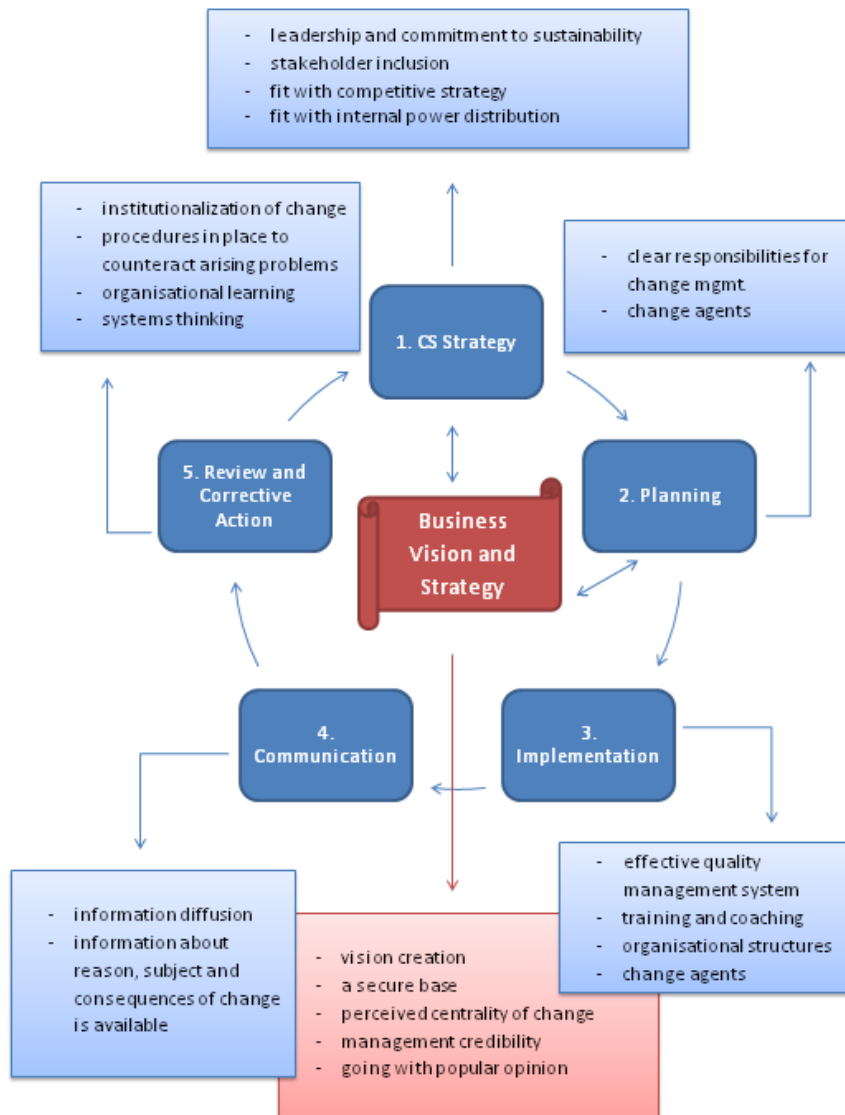 - leadership and commitment to sustainability
- stakeholder inclusion
- fit with competitive strategy
- fit with internal power distribution
- institutionalization of change
- procedures in place to
counteract arising problems
- organisational learning
- systems thinking
- clear responsibilities for
change mgmt.
- change agents
1. CS Strategy
5. Review and
Corrective
Action
2. Planning
Business
Vision and
Strategy
4.
Communication
3.
Implementation
- information diffusion
- information about
reason, subject and
consequences of change
is available
- vision creation
- a secure base
- perceived centrality of change
- management credibility
- going with popular opinion
- effective quality
management system
- training and coaching
- organisational structures
- change agents